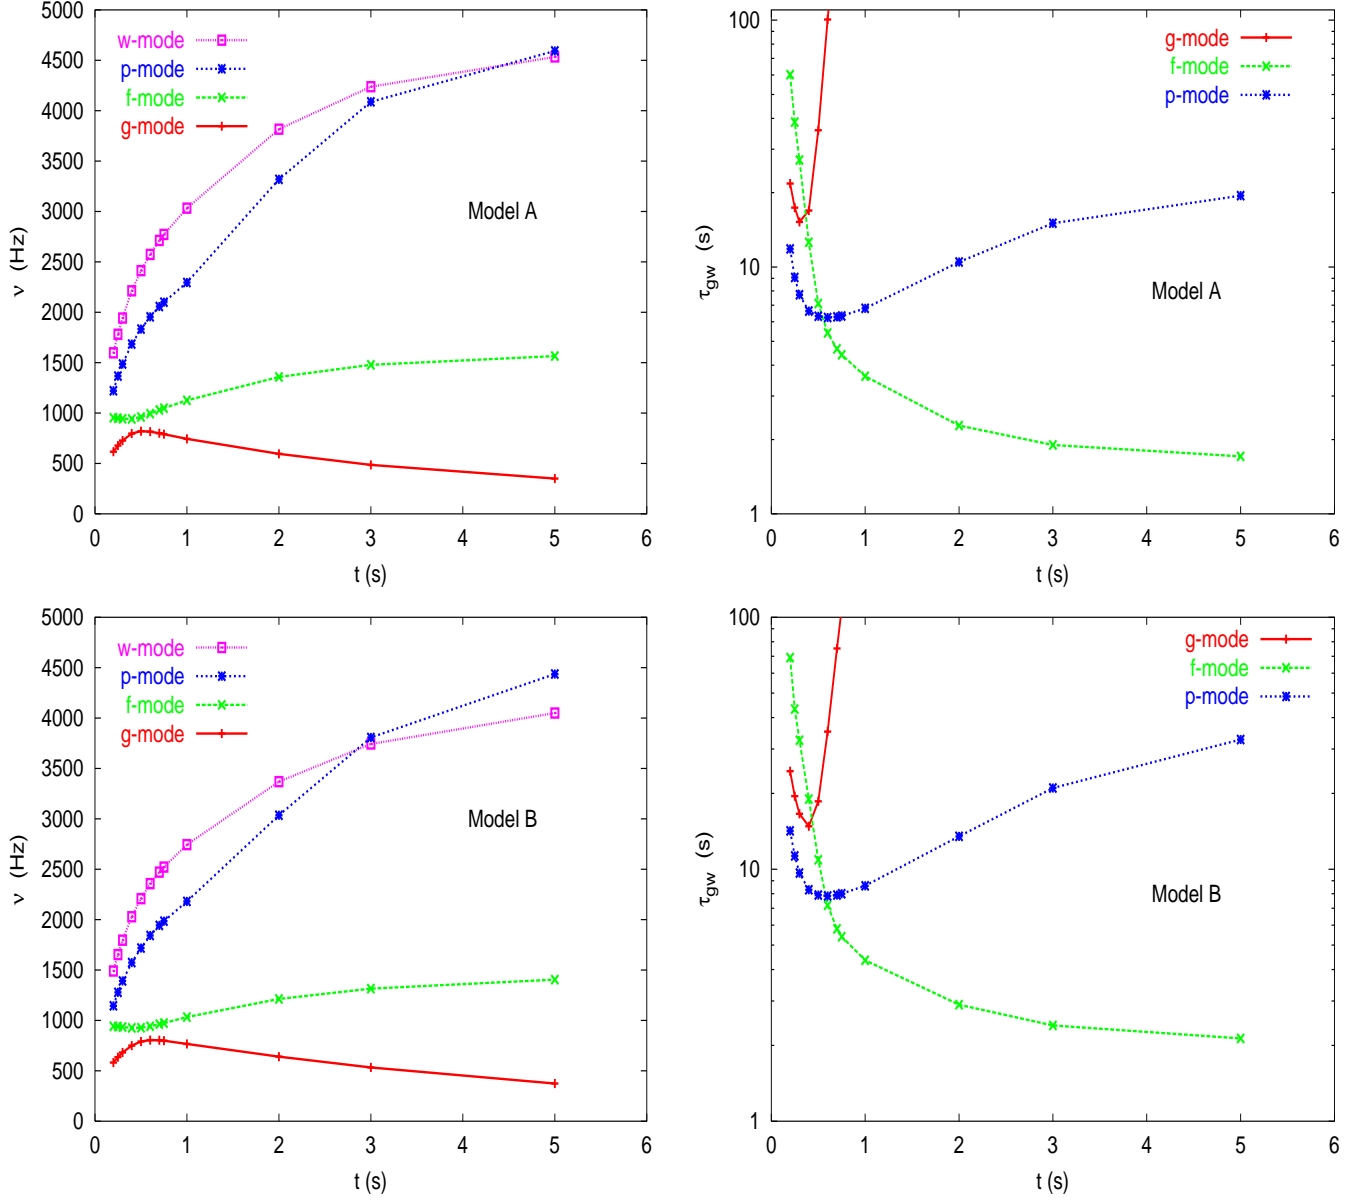 5000
4500
4000
3500
3000
2500
2000
1500
1000
500
0
ν (Hz)
w-mode
p-mode
f-mode
g-mode
Model A
0 1 2 3 4 5 6
t (s)
100
10
1
τgw (s)
g-mode
f-mode
p-mode
Model A
0 1 2 3 4 5 6
t (s)
5000
4500
4000
3500
3000
2500
2000
1500
1000
500
0
ν (Hz)
w-mode
p-mode
f-mode
g-mode
Model B
0 1 2 3 4 5 6
t (s)
100
10
1
τgw (s)
g-mode
f-mode
p-mode
Model B
0 1 2 3 4 5 6
t (s)